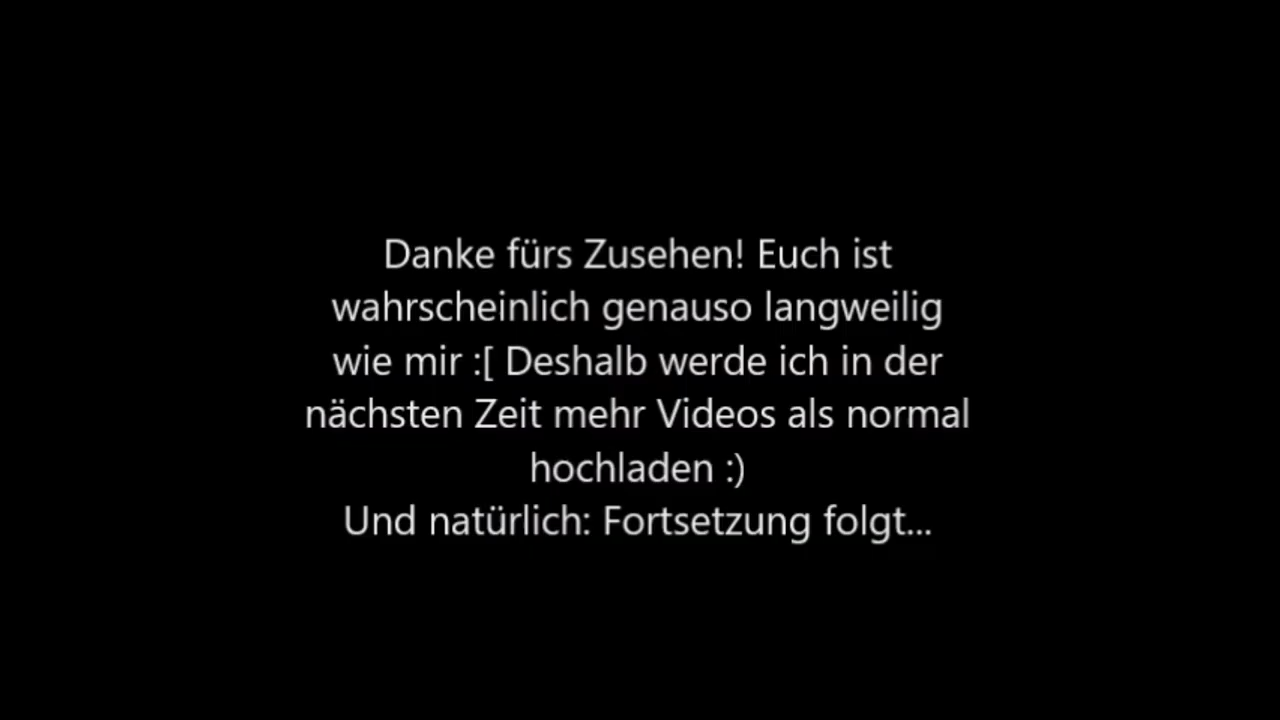 Danke fürs Zusehen! Euch ist
wahrscheinlich genauso langweilig
wie mir :[ Deshalb werde ich in der
nächsten Zeit mehr Videos als normal
hochladen :)
Und natürlich: Fortsetzung folgt...